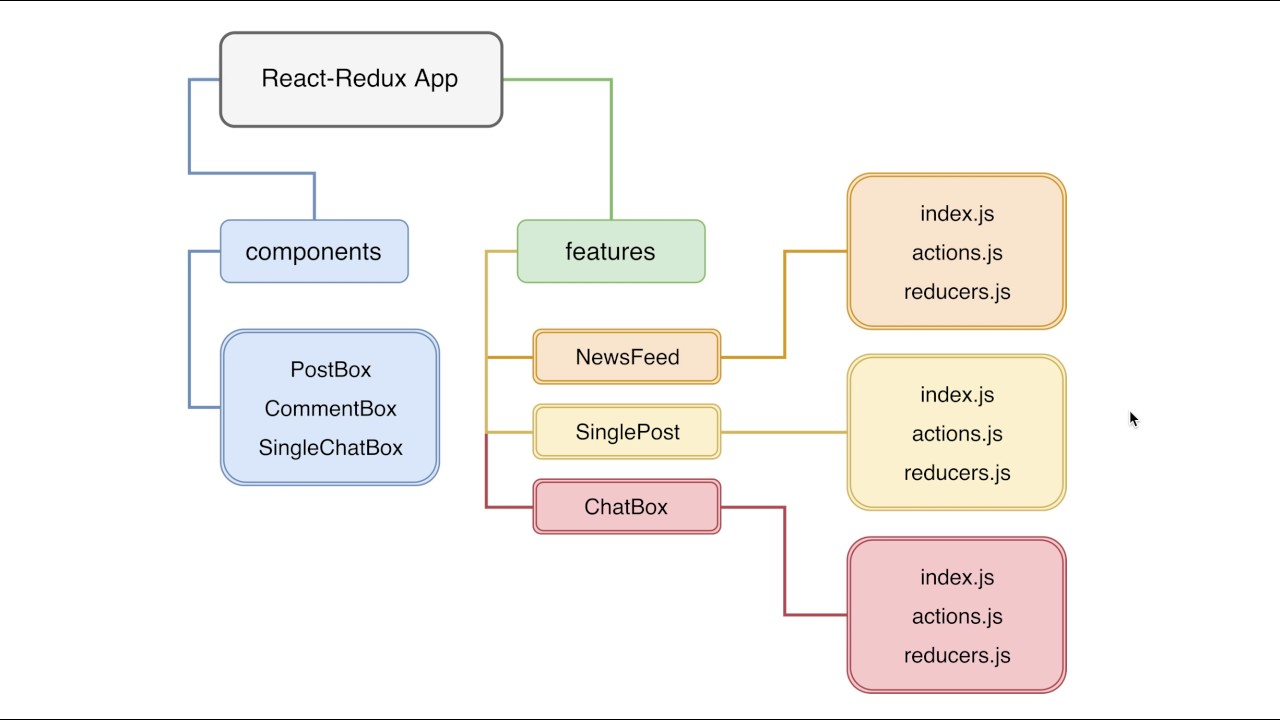 React-Redux App
components
features
PostBox
CommentBox
SingleChatBox
NewsFeed
SinglePost
ChatBox
index.js
actions.js
reducers.js
index.js
actions.js
reducers.js
index.js
actions.js
reducers.js